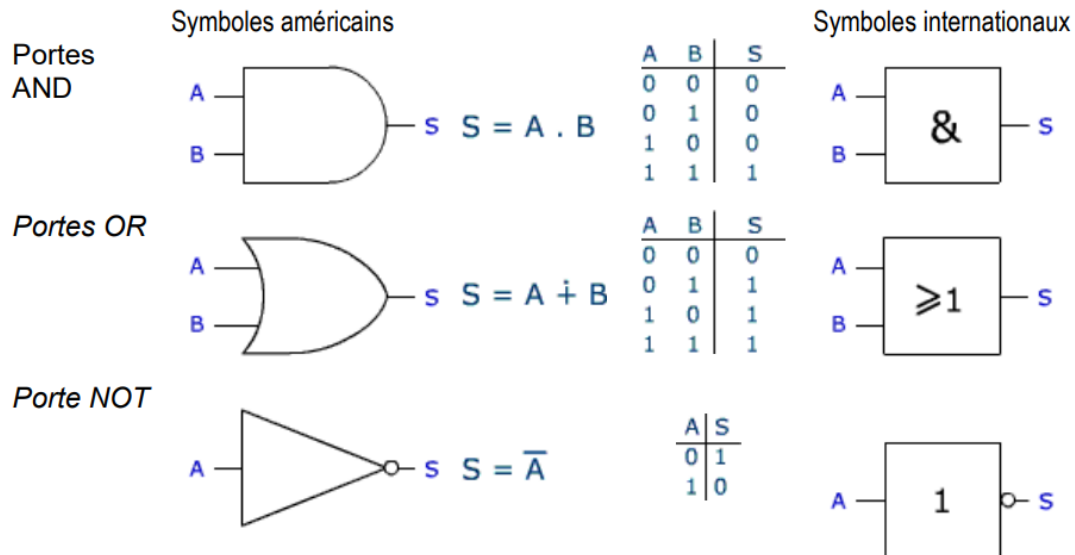 Symboles américains
Symboles internationaux
Portes
AND
A
B
S
S = A . B
A B S
0 0 0
0 1 0
1 0 0
1 1 1
A
B
&
S
Portes OR
A
B
S
S = A ∔ B
A B S
0 0 0
0 1 1
1 0 1
1 1 1
A
B
⩾1
S
Porte NOT
A
S
S = A̅
A S
0 1
1 0
A
1
S